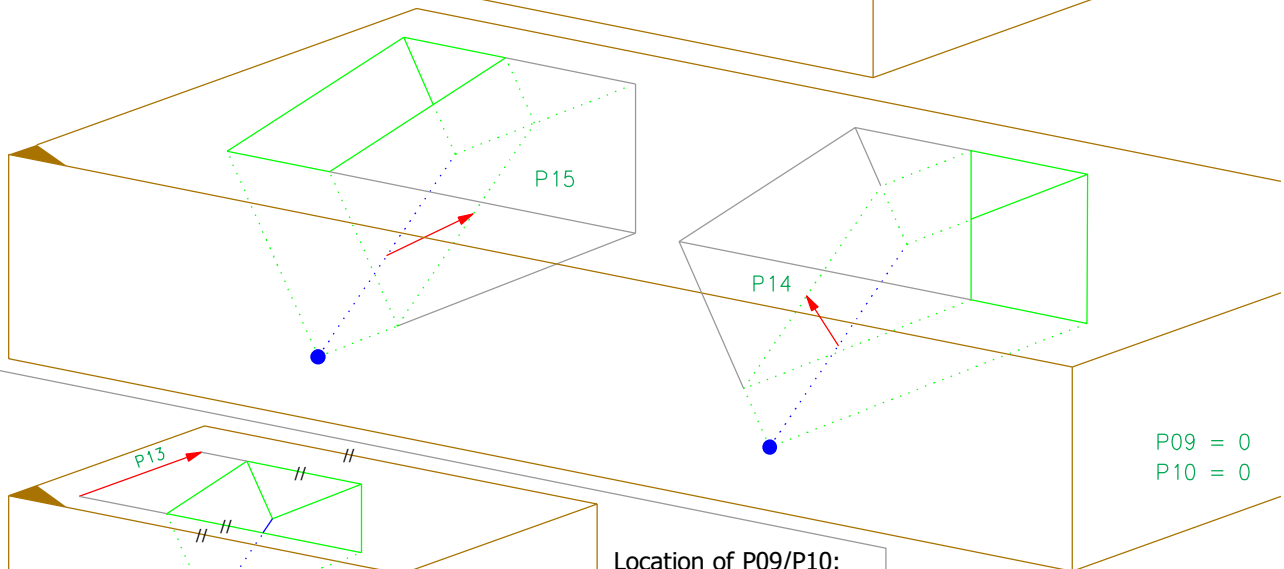 P15
P14
P09 = 0
P10 = 0
P13
Location of P09/P10: